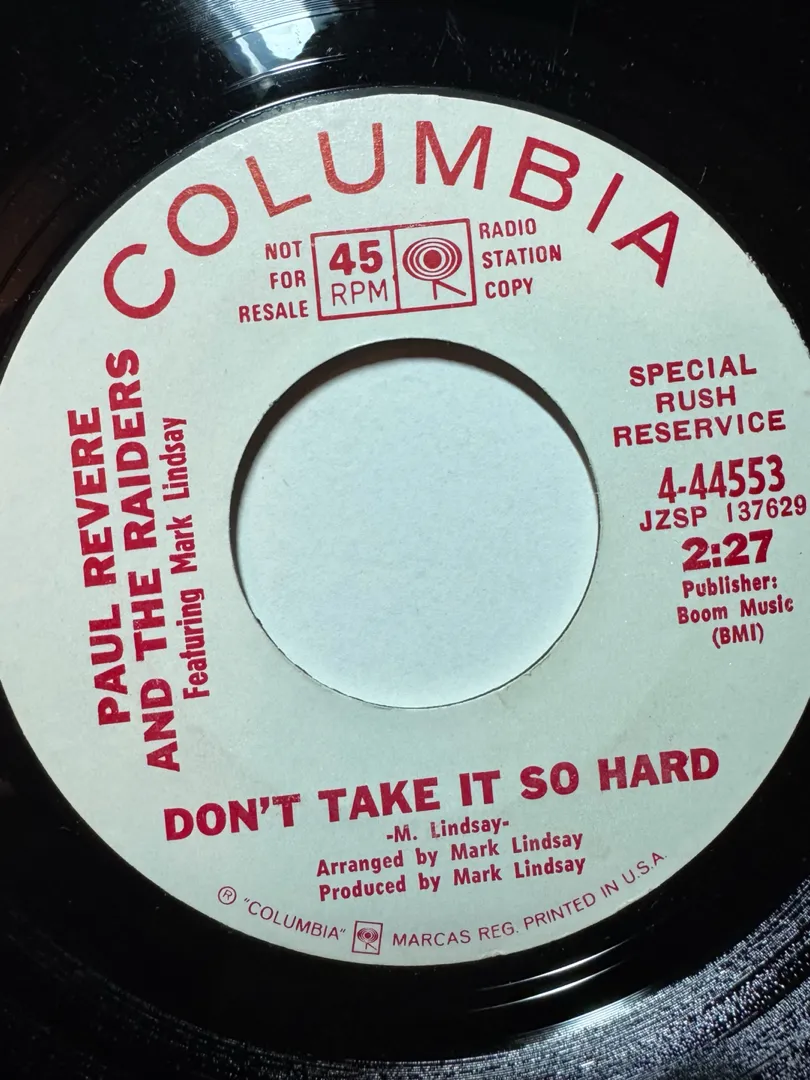 COLUMBIA
NOT
FOR
RESALE
45
RPM
RADIO
STATION
COPY
PAUL REVERE
AND THE RAIDERS
Featuring Mark Lindsay
SPECIAL
RUSH
RESERVICE
4-44553
JZSP 137629
2:27
Publisher:
Boom Music
(BMI)
DON'T TAKE IT SO HARD
-M. Lindsay-
Arranged by Mark Lindsay
Produced by Mark Lindsay
® "COLUMBIA" MARCAS REG. PRINTED IN U.S.A.